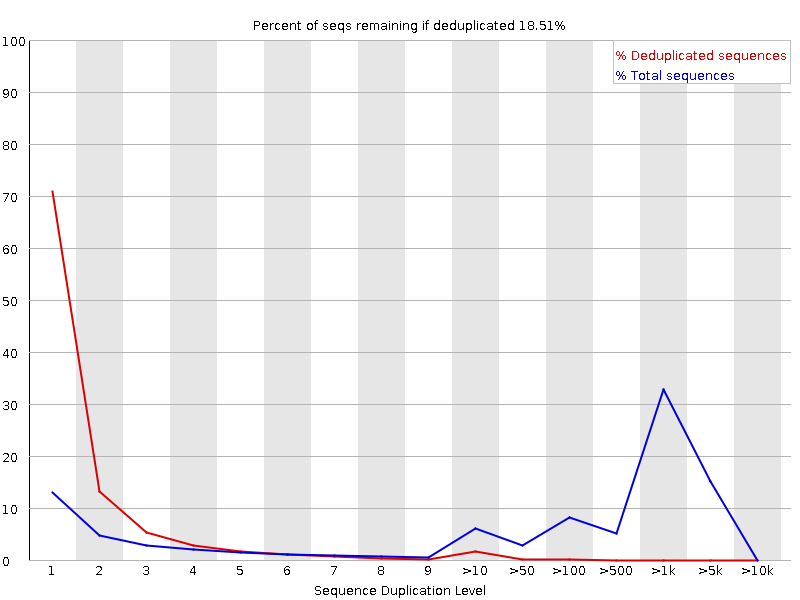 Percent of seqs remaining if deduplicated 18.51%
% Deduplicated sequences
% Total sequences
100
90
80
70
60
50
40
30
20
10
0
1 2 3 4 5 6 7 8 9 >10 >50 >100 >500 >1k >5k >10k
Sequence Duplication Level